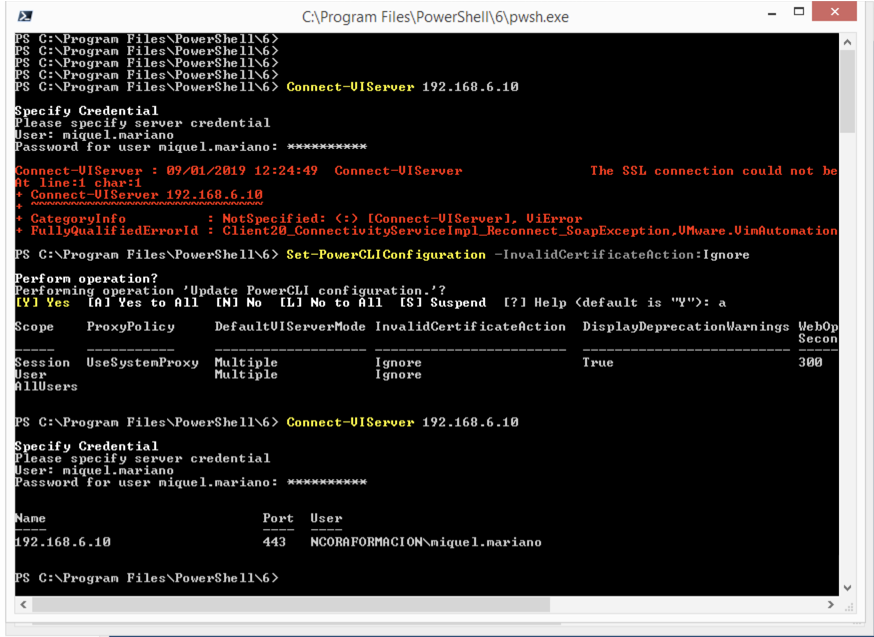 C:\Program Files\PowerShell\6\pwsh.exe
PS C:\Program Files\PowerShell\6>
PS C:\Program Files\PowerShell\6>
PS C:\Program Files\PowerShell\6>
PS C:\Program Files\PowerShell\6>
PS C:\Program Files\PowerShell\6> Connect-VIServer 192.168.6.10
Specify Credential
Please specify server credential
User: miquel.mariano
Password for user miquel.mariano: **********
Connect-VIServer : 09/01/2019 12:24:49  Connect-VIServer                The SSL connection could not be
At line:1 char:1
+ Connect-VIServer 192.168.6.10
+ ~~~~~~~~~~~~~~~~~~~~~~~~~~~~~
+ CategoryInfo          : NotSpecified: (:) [Connect-VIServer], ViError
+ FullyQualifiedErrorId : Client20_ConnectivityServiceImpl_Reconnect_SoapException,VMware.VimAutomation
PS C:\Program Files\PowerShell\6> Set-PowerCLIConfiguration -InvalidCertificateAction:Ignore
Perform operation?
Performing operation 'Update PowerCLI configuration.'?
[Y] Yes  [A] Yes to All  [N] No  [L] No to All  [S] Suspend  [?] Help (default is "Y"): a
Scope    ProxyPolicy     DefaultVIServerMode InvalidCertificateAction  DisplayDeprecationWarnings WebOp
Secon
-----    -----------     ------------------- ------------------------  -------------------------- -----
Session  UseSystemProxy  Multiple            Ignore                    True                       300
User                     Multiple            Ignore
AllUsers
PS C:\Program Files\PowerShell\6> Connect-VIServer 192.168.6.10
Specify Credential
Please specify server credential
User: miquel.mariano
Password for user miquel.mariano: **********
Name                           Port  User
----                           ----  ----
192.168.6.10                   443   NCORAFORMACION\miquel.mariano
PS C:\Program Files\PowerShell\6>